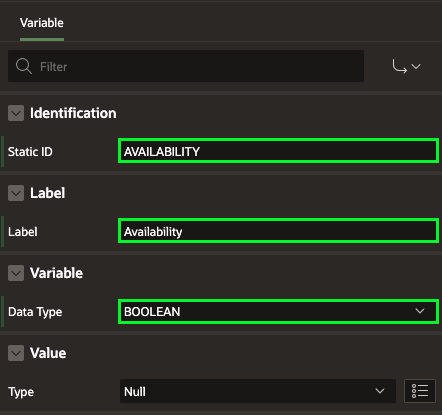 Variable
Filter
Identification
Static ID AVAILABILITY
Label
Label Availability
Variable
Data Type BOOLEAN
Value
Type Null